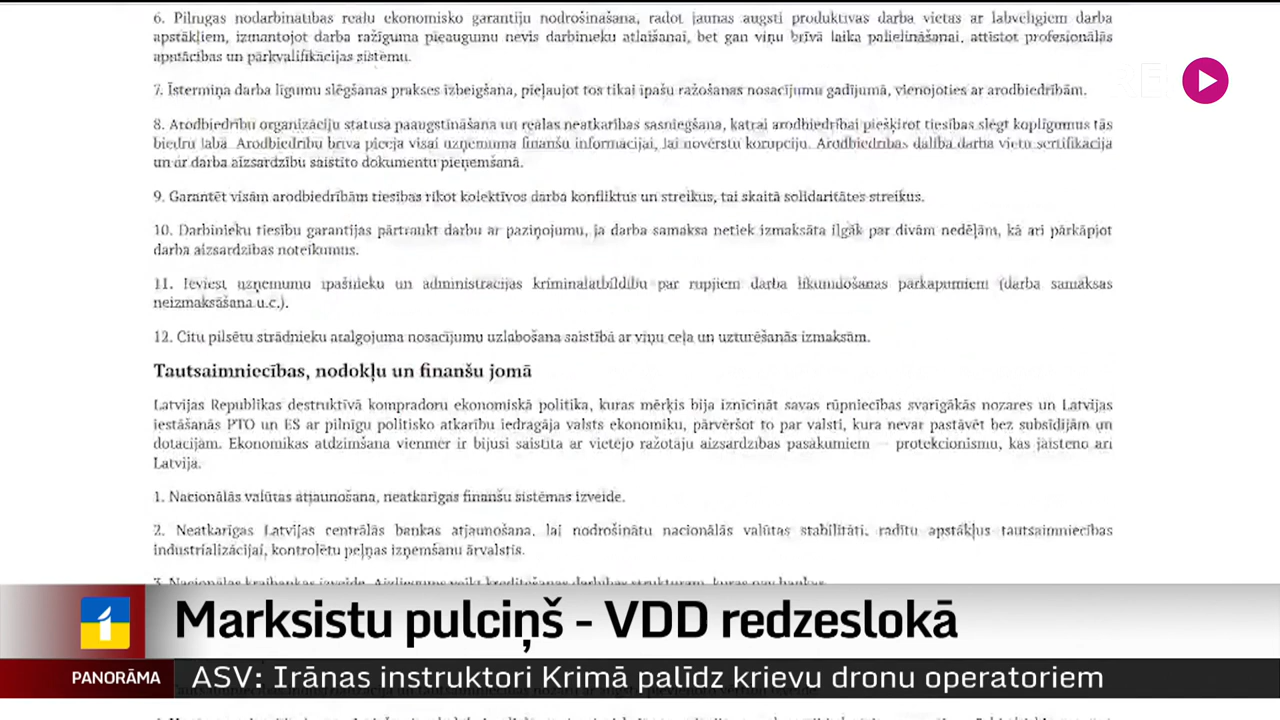 6. Pilnīgas nodarbinātības reālu ekonomisko garantiju nodrošināšana, radot jaunas augsti produktīvas darba vietas ar labvēlīgiem darba
apstākļiem, izmantojot darba ražīguma pieaugumu nevis darbinieku atlaišanai, bet gan viņu brīvā laika palielināšanai, attīstot profesionālās
apmācības un pārkvalifikācijas sistēmu.
7. Īstermiņa darba līgumu slēgšanas prakses izbeigšana, pieļaujot tos tikai īpašu ražošanas nosacījumu gadījumā, vienojoties ar arodbiedrībām.
8. Arodbiedrību organizāciju statusa paaugstināšana un reālas neatkarības sasniegšana, katrai arodbiedrībai piešķirot tiesības slēgt koplīgumus tās
biedru labā. Arodbiedrību brīva pieeja visai uzņēmuma finanšu informācijai, lai novērstu korupciju. Arodbiedrības dalība darba vietu sertifikācijā
un ar darba aizsardzību saistīto dokumentu pieņemšanā.
9. Garantēt visām arodbiedrībām tiesības rīkot kolektīvos darba konfliktus un streikus, tai skaitā solidaritātes streikus.
10. Darbinieku tiesību garantijas pārtraukt darbu ar paziņojumu, ja darba samaksa netiek izmaksāta ilgāk par divām nedēļām, kā arī pārkāpjot
darba aizsardzības noteikumus.
11. Ieviest uzņēmumu īpašnieku un administrācijas kriminālatbildību par rupjiem darba likumdošanas pārkāpumiem (darba samaksas
neizmaksāšana u.c.).
12. Citu pilsētu strādnieku atalgojuma nosacījumu uzlabošana saistībā ar viņu ceļa un uzturēšanās izmaksām.
Tautsaimniecības, nodokļu un finanšu jomā
Latvijas Republikas destruktīvā kompradoru ekonomiskā politika, kuras mērķis bija iznīcināt savas rūpniecības svarīgākās nozares un Latvijas
iestāšanās PTO un ES ar pilnīgu politisko atkarību iedragāja valsts ekonomiku, pārvēršot to par valsti, kura nevar pastāvēt bez subsīdijām un
dotācijām. Ekonomikas atdzimšana vienmēr ir bijusi saistīta ar vietējo ražotāju aizsardzības pasākumiem — protekcionismu, kas jāīsteno arī
Latvijā.
1. Nacionālās valūtas atjaunošana, neatkarīgas finanšu sistēmas izveide.
2. Neatkarīgas Latvijas centrālās bankas atjaunošana, lai nodrošinātu nacionālās valūtas stabilitāti, radītu apstākļus tautsaimniecības
industrializācijai, kontrolētu peļņas izņemšanu ārvalstīs.
3. Nacionālas krājbankas izveide.
1
Marksistu pulciņš - VDD redzeslokā
PANORĀMA
ASV: Irānas instruktori Krimā palīdz krievu dronu operatoriem